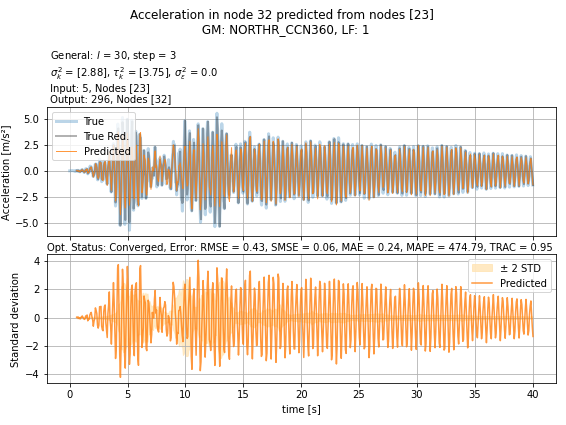 Acceleration in node 32 predicted from nodes [23]
GM: NORTHR_CCN360, LF: 1
General: l = 30, step = 3
σ²ₖ = [2.88], τ²ₖ = [3.75], σ²ε = 0.0
Input: 5, Nodes [23]
Output: 296, Nodes [32]
Acceleration [m/s²]
5.0
2.5
0.0
−2.5
−5.0
True
True Red.
Predicted
Opt. Status: Converged, Error: RMSE = 0.43, SMSE = 0.06, MAE = 0.24, MAPE = 474.79, TRAC = 0.95
Standard deviation
4
2
0
−2
−4
± 2 STD
Predicted
0 5 10 15 20 25 30 35 40
time [s]